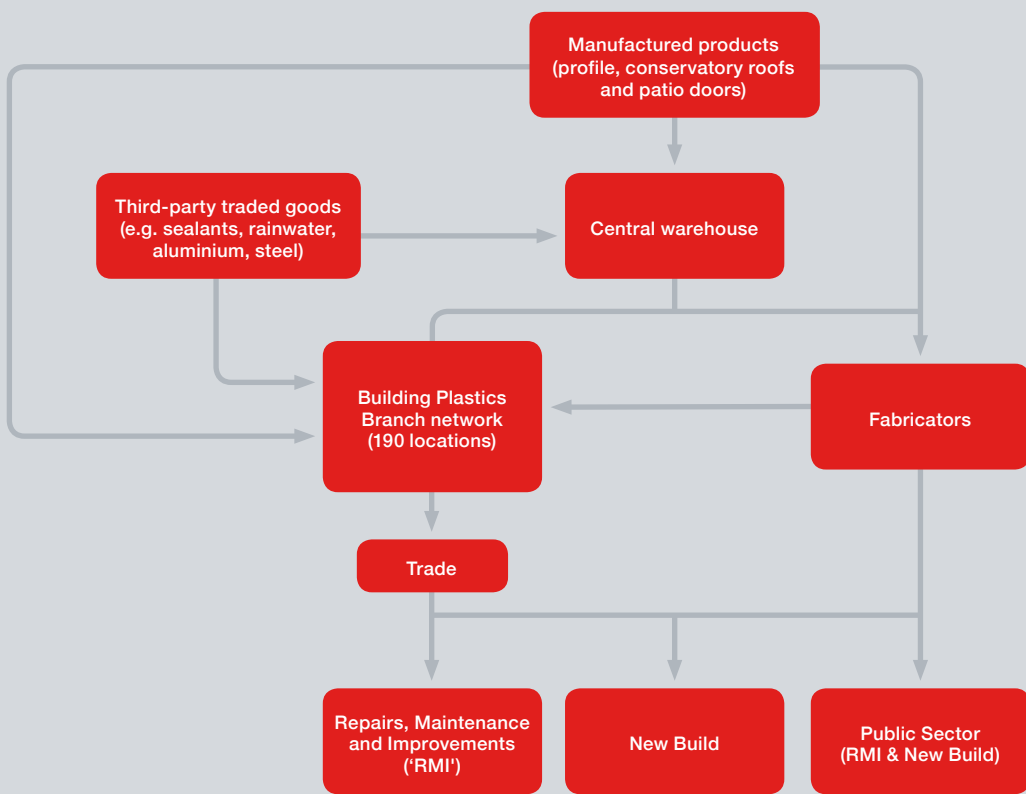 Manufactured products
(profile, conservatory roofs
and patio doors)
Third-party traded goods
(e.g. sealants, rainwater,
aluminium, steel)
Central warehouse
Building Plastics
Branch network
(190 locations)
Fabricators
Trade
Repairs, Maintenance
and Improvements
(‘RMI')
New Build
Public Sector
(RMI & New Build)